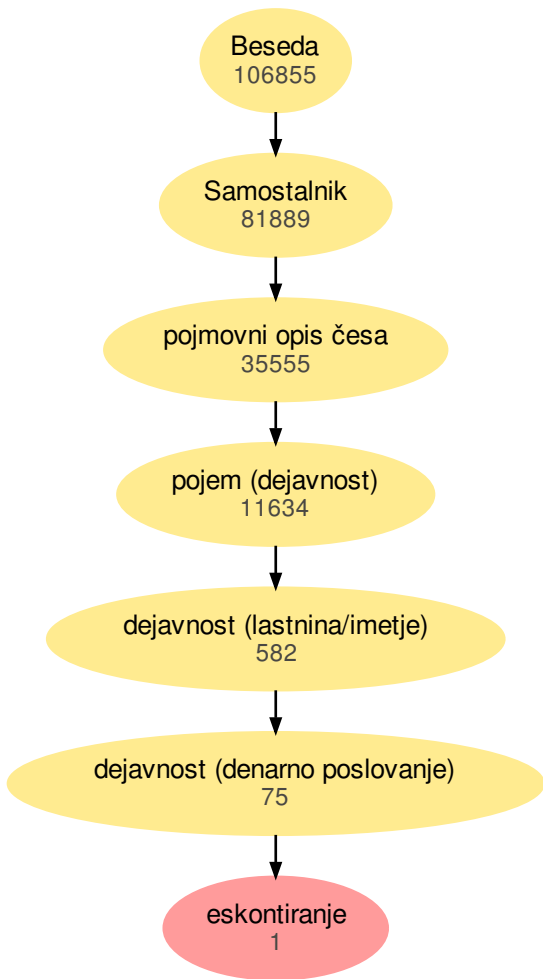 Beseda
106855
Samostalnik
81889
pojmovni opis česa
35555
pojem (dejavnost)
11634
dejavnost (lastnina/imetje)
582
dejavnost (denarno poslovanje)
75
eskontiranje
1